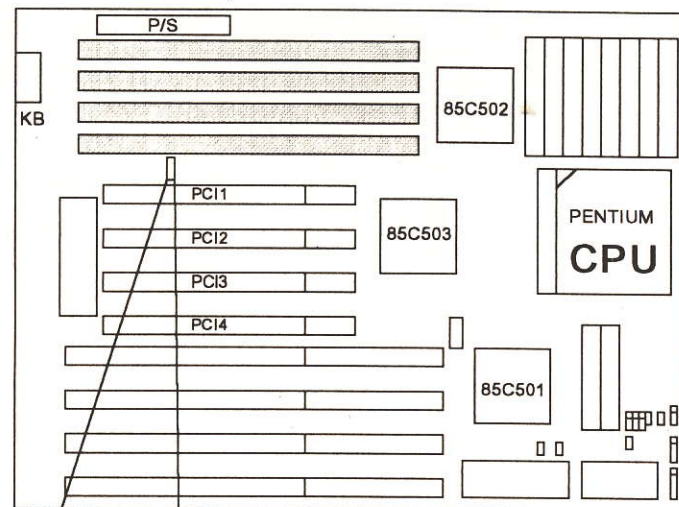 P/S
KB
85C502
PCI1
PCI2
PCI3
PCI4
85C503
PENTIUM
CPU
85C501